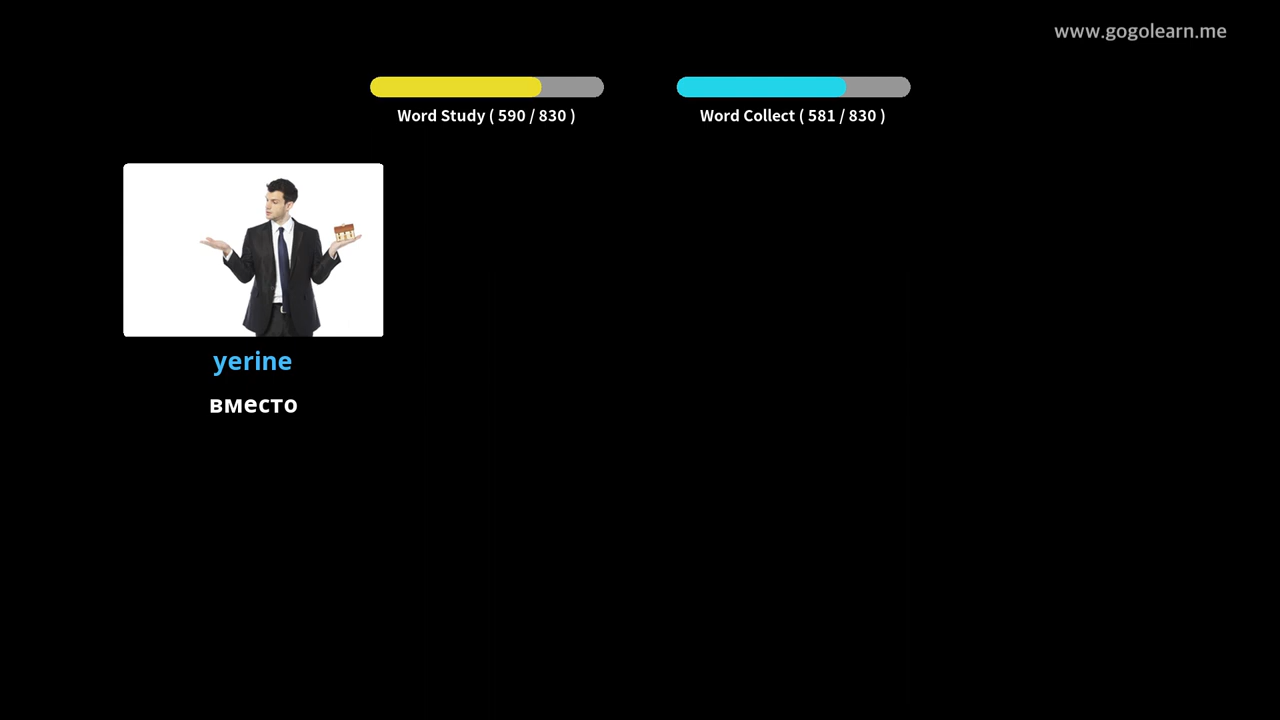 www.gogolearn.me
Word Study ( 590 / 830 )
Word Collect ( 581 / 830 )
yerine
вместо